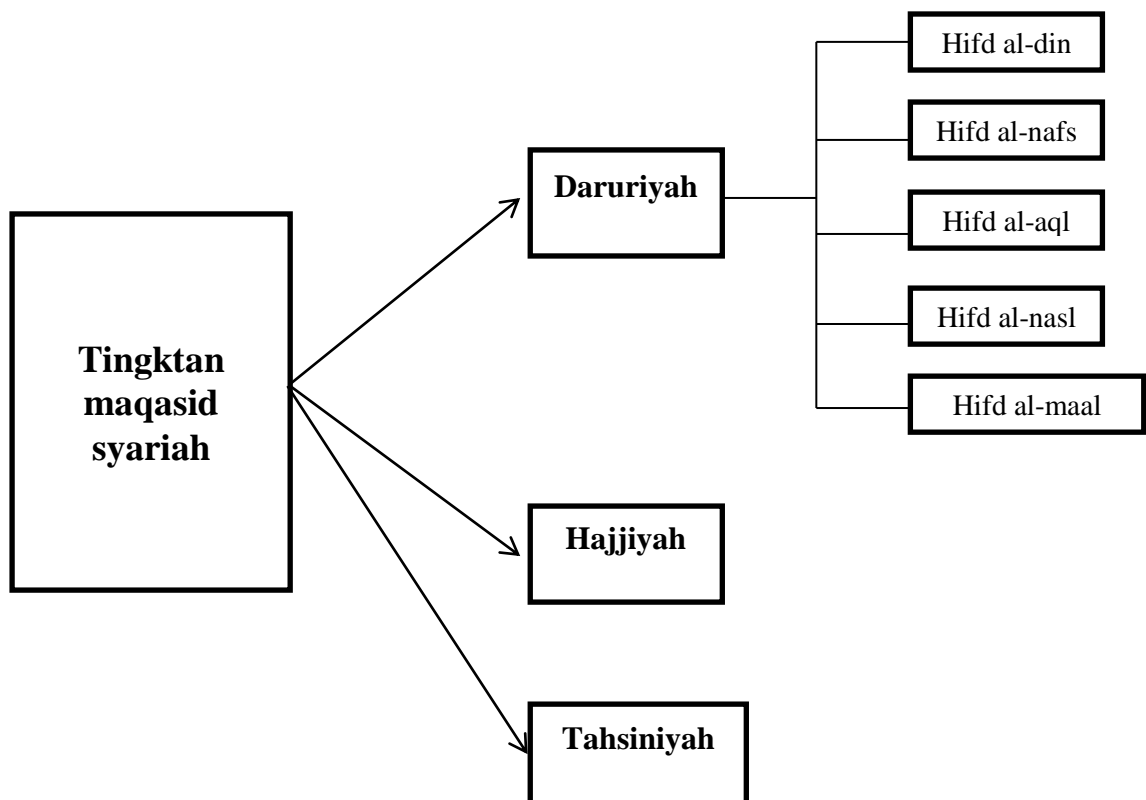 Tingktan
maqasid
syariah
Daruriyah
Hifd al-din
Hifd al-nafs
Hifd al-aql
Hifd al-nasl
Hifd al-maal
Hajjiyah
Tahsiniyah